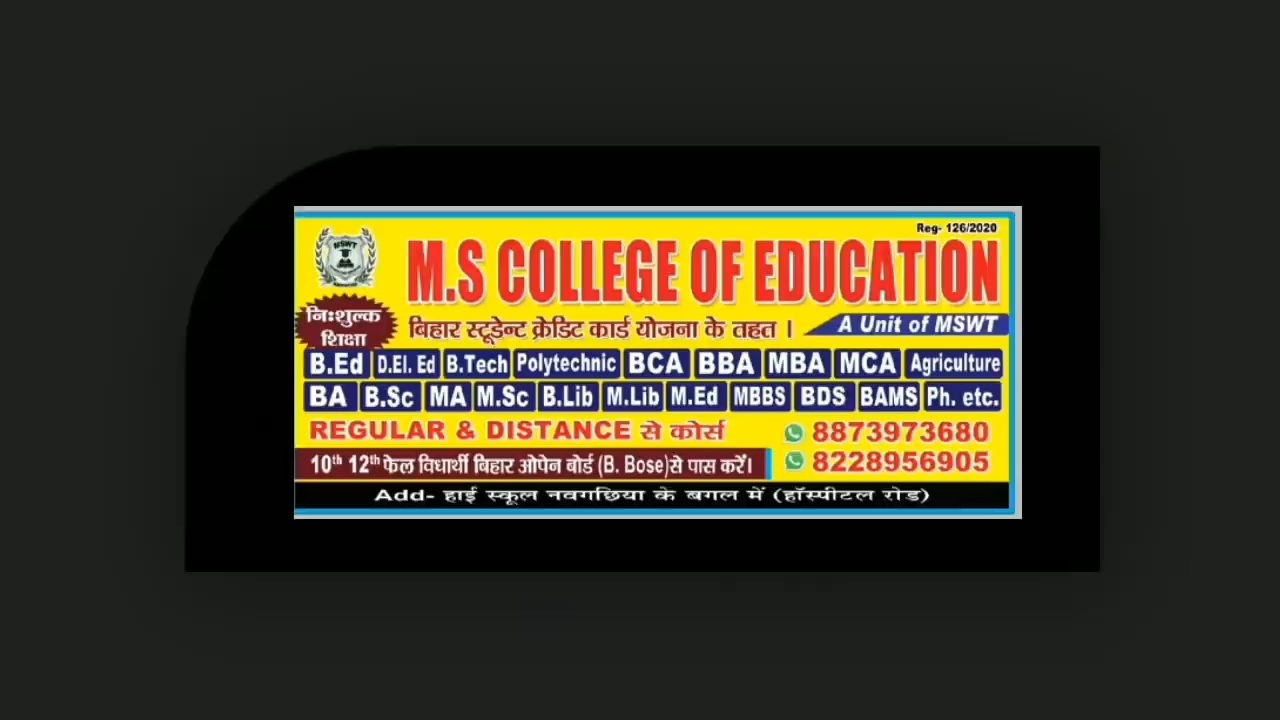 Reg- 126/2020
MSWT
M.S COLLEGE OF EDUCATION
निःशुल्क
शिक्षा
बिहार स्टूडेन्ट क्रेडिट कार्ड योजना के तहत ।
A Unit of MSWT
B.Ed D.El. Ed B.Tech Polytechnic BCA BBA MBA MCA Agriculture
BA B.Sc MA M.Sc B.Lib M.Lib M.Ed MBBS BDS BAMS Ph. etc.
REGULAR & DISTANCE से कोर्स
8873973680
8228956905
10th 12th फेल विधार्थी बिहार ओपेन बोर्ड (B. Bose)से पास करें।
Add- हाई स्कूल नवगछिया के बगल में (हॉस्पीटल रोड)